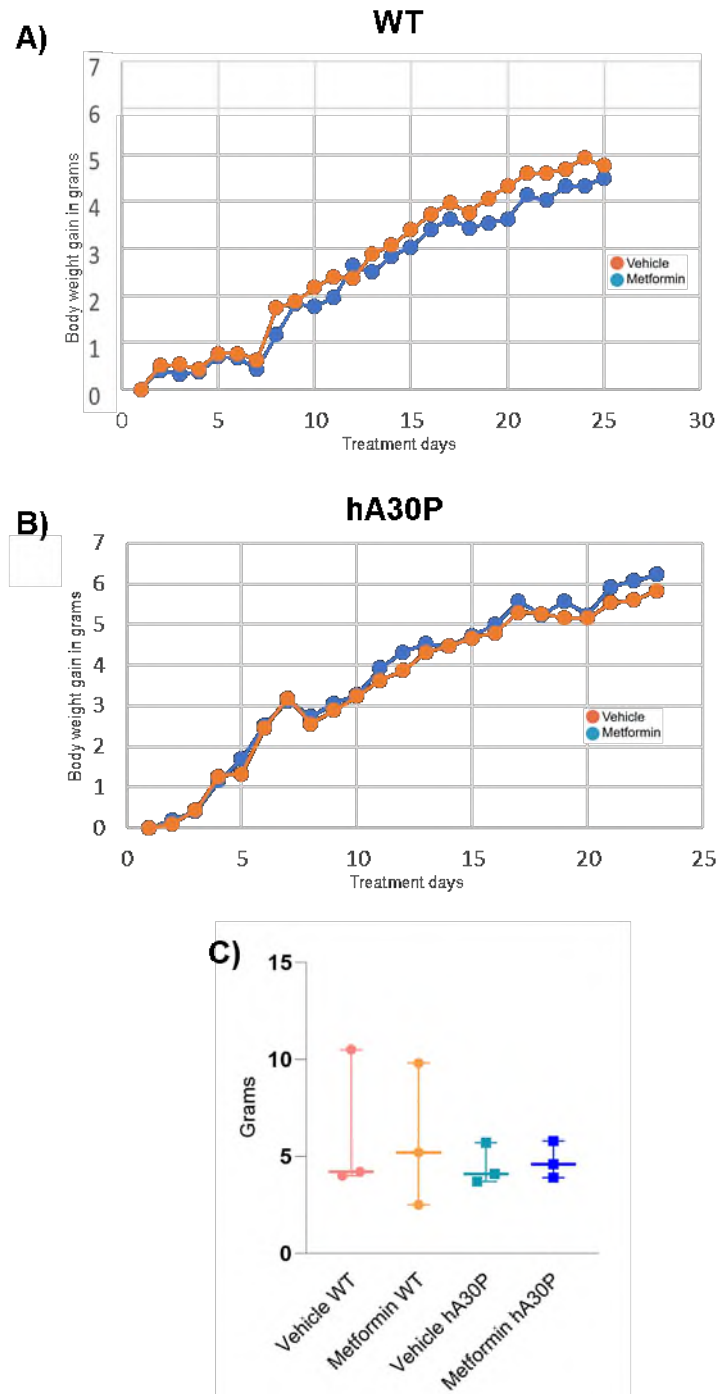 A)
WT
7
6
5
4
3
2
1
0
Body weight gain in grams
Vehicle
Metformin
0 5 10 15 20 25 30
Treatment days
B)
hA30P
7
6
5
4
3
2
1
0
Body weight gain in grams
Vehicle
Metformin
0 5 10 15 20 25
Treatment days
C)
15
10
5
0
Grams
Vehicle WT
Metformin WT
Vehicle hA30P
Metformin hA30P